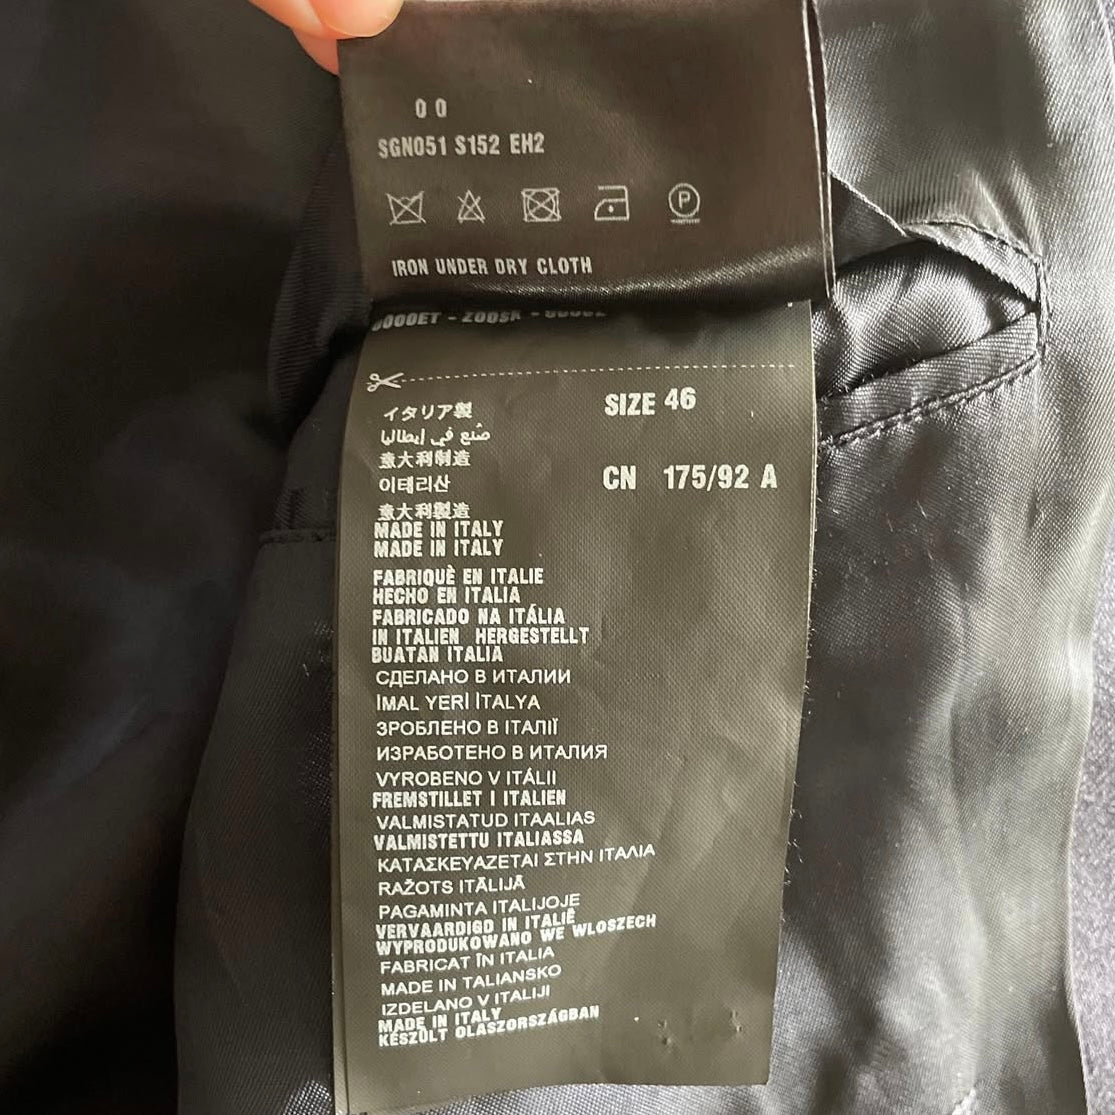 0 0
SGN051 S152 EH2
P
IRON UNDER DRY CLOTH
イタリア製
صُنع في إيطاليا
意大利制造
이태리산
意大利製造
MADE IN ITALY
MADE IN ITALY
SIZE 46
CN 175/92 A
FABRIQUÈ EN ITALIE
HECHO EN ITALIA
FABRICADO NA ITÁLIA
IN ITALIEN HERGESTELLT
BUATAN ITALIA
СДЕЛАНО В ИТАЛИИ
İMAL YERİ İTALYA
ЗРОБЛЕНО В ІТАЛІЇ
ИЗРАБОТЕНО В ИТАЛИЯ
VYROBENO V ITÁLII
FREMSTILLET I ITALIEN
VALMISTATUD ITAALIAS
VALMISTETTU ITALIASSA
ΚΑΤΑΣΚΕΥΑΖΕΤΑΙ ΣΤΗΝ ΙΤΑΛΙΑ
RAŽOTS ITĀLIJĀ
PAGAMINTA ITALIJOJE
VERVAARDIGD IN ITALIË
WYPRODUKOWANO WE WLOSZECH
FABRICAT ÎN ITALIA
MADE IN TALIANSKO
IZDELANO V ITALIJI
MADE IN ITALY
KÉSZÜLT OLASZORSZÁGBAN